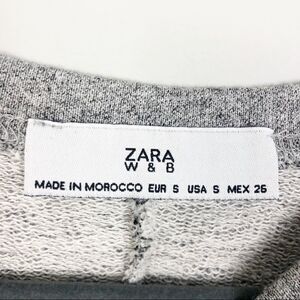 ZARA
W & B
MADE IN MOROCCO EUR S USA S MEX 26